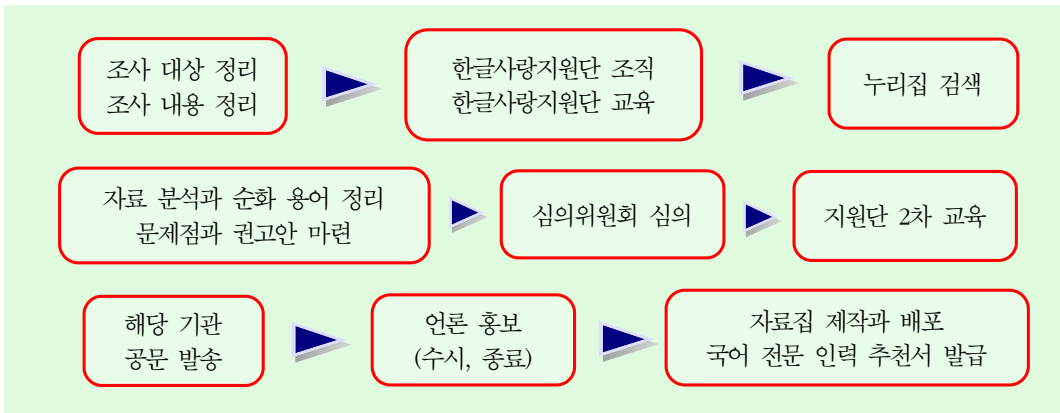 조사 대상 정리
조사 내용 정리
한글사랑지원단 조직
한글사랑지원단 교육
누리집 검색
자료 분석과 순화 용어 정리
문제점과 권고안 마련
심의위원회 심의
지원단 2차 교육
해당 기관
공문 발송
언론 홍보
(수시, 종료)
자료집 제작과 배포
국어 전문 인력 추천서 발급